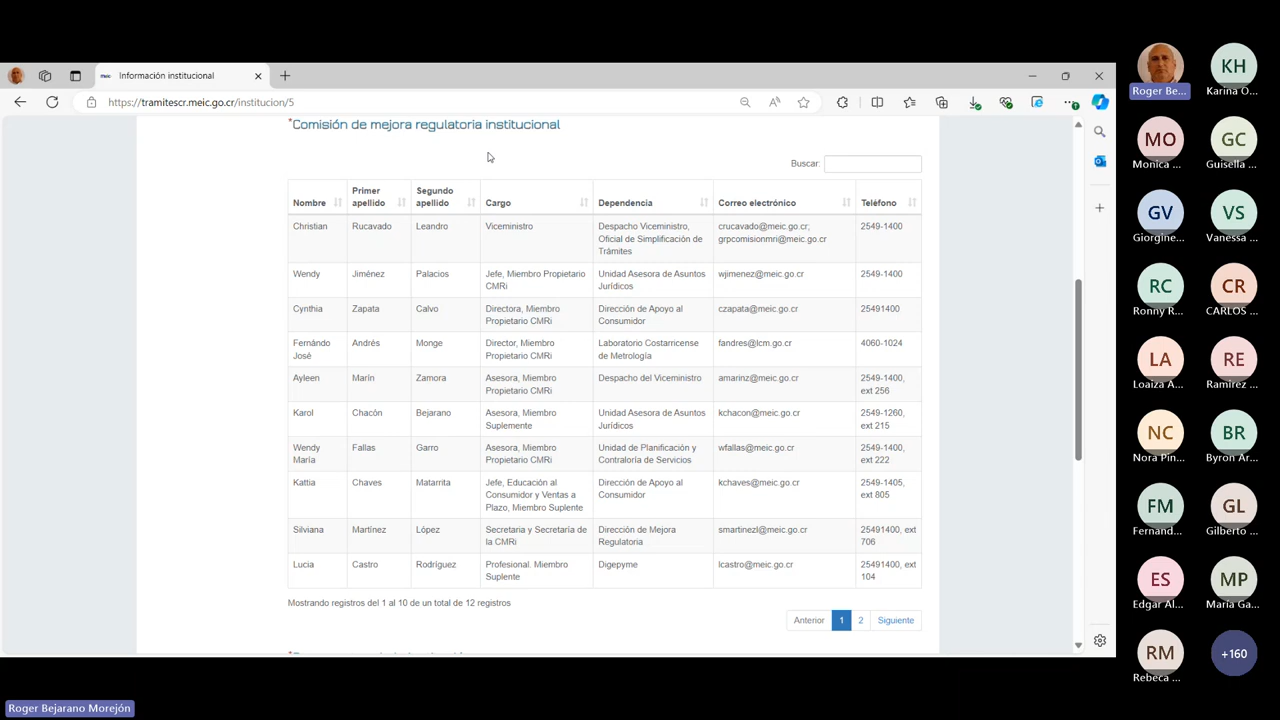 Información institucional
https://tramitescr.meic.go.cr/institucion/5
*Comisión de mejora regulatoria institucional
Buscar:
Nombre Primer apellido Segundo apellido Cargo Dependencia Correo electrónico Teléfono
Christian Rucavado Leandro Viceministro Despacho Viceministro, Oficial de Simplificación de Trámites crucavado@meic.go.cr; grpcomisionmri@meic.go.cr 2549-1400
Wendy Jiménez Palacios Jefe, Miembro Propietario CMRi Unidad Asesora de Asuntos Jurídicos wjimenez@meic.go.cr 2549-1400
Cynthia Zapata Calvo Directora, Miembro Propietario CMRi Dirección de Apoyo al Consumidor czapata@meic.go.cr 25491400
Fernándo José Andrés Monge Director, Miembro Propietario CMRi Laboratorio Costarricense de Metrología fandres@lcm.go.cr 4060-1024
Ayleen Marín Zamora Asesora, Miembro Propietario CMRi Despacho del Viceministro amarinz@meic.go.cr 2549-1400, ext 256
Karol Chacón Bejarano Asesora, Miembro Suplemente Unidad Asesora de Asuntos Jurídicos kchacon@meic.go.cr 2549-1260, ext 215
Wendy María Fallas Garro Asesora, Miembro Propietario CMRi Unidad de Planificación y Contraloría de Servicios wfallas@meic.go.cr 2549-1400, ext 222
Kattia Chaves Matarrita Jefe, Educación al Consumidor y Ventas a Plazo, Miembro Suplente Dirección de Apoyo al Consumidor kchaves@meic.go.cr 2549-1405, ext 805
Silviana Martínez López Secretaria y Secretaría de la CMRi Dirección de Mejora Regulatoria smartinezl@meic.go.cr 25491400, ext 706
Lucia Castro Rodríguez Profesional. Miembro Suplente Digepyme lcastro@meic.go.cr 25491400, ext 104
Mostrando registros del 1 al 10 de un total de 12 registros
Anterior 1 2 Siguiente
Roger Be... KH Karina O...
MO Monica ... GC Guisella ...
GV Giorgine... VS Vanessa ...
RC Ronny R... CR CARLOS ...
LA Loaiza A... RE Ramirez ...
NC Nora Pin... BR Byron Ar...
FM Fernand... GL Gilberto ...
ES Edgar Al... MP María Ga...
RM Rebeca ... +160
Roger Bejarano Morejón